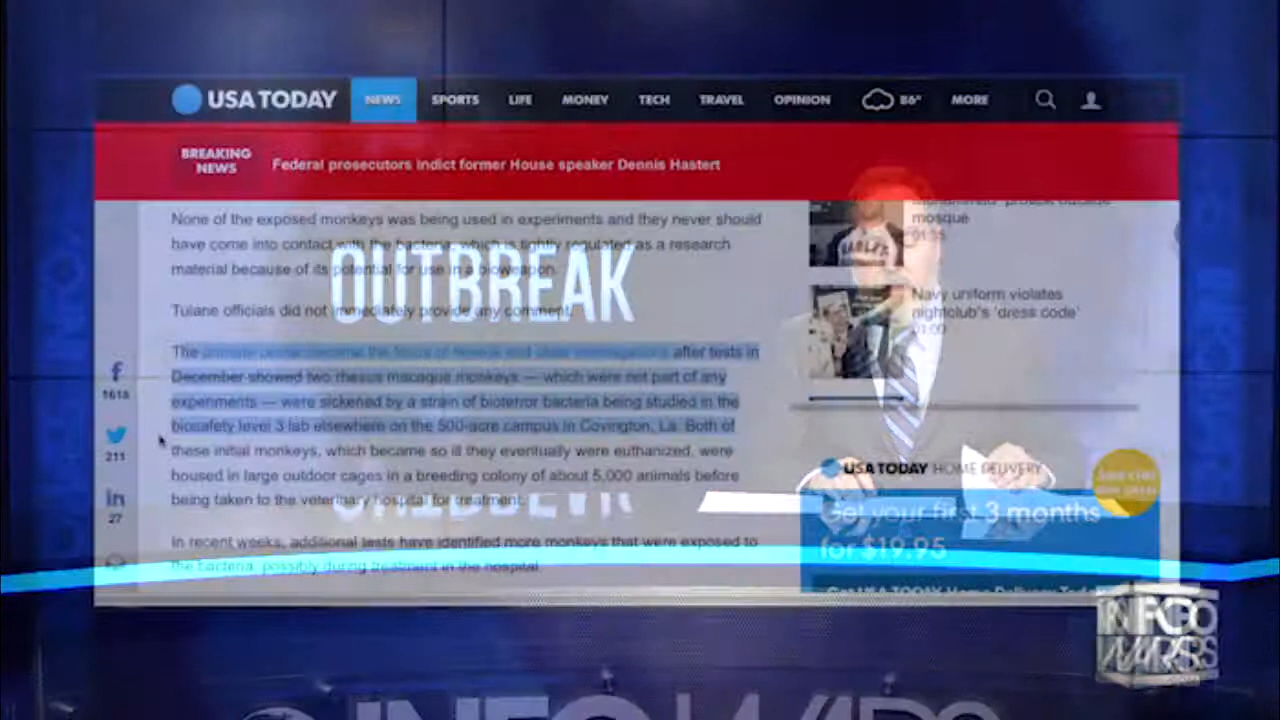 USA TODAY NEWS SPORTS LIFE MONEY TECH TRAVEL OPINION 86° MORE
BREAKING
NEWS
Federal prosecutors indict former House speaker Dennis Hastert
None of the exposed monkeys was being used in experiments and they never should
have come into contact with the bacteria, which is tightly regulated as a research
material because of its potential for use in a bioweapon.
Tulane officials did not immediately provide any comment.
The primate center became the focus of federal and state investigations after tests in
December showed two rhesus macaque monkeys — which were not part of any
experiments — were sickened by a strain of bioterror bacteria being studied in the
biosafety level 3 lab elsewhere on the 500-acre campus in Covington, La. Both of
these initial monkeys, which became so ill they eventually were euthanized, were
housed in large outdoor cages in a breeding colony of about 5,000 animals before
being taken to the veterinary hospital for treatment.
In recent weeks, additional tests have identified more monkeys that were exposed to
the bacteria, possibly during treatment in the hospital.
OUTBREAK
1618
211
in
27
mosque
01:35
Navy uniform violates
nightclub's 'dress code'
01:00
USA TODAY HOME DELIVERY
Get your first 3 months
for $19.95
INFO
WARS
INFOWARS